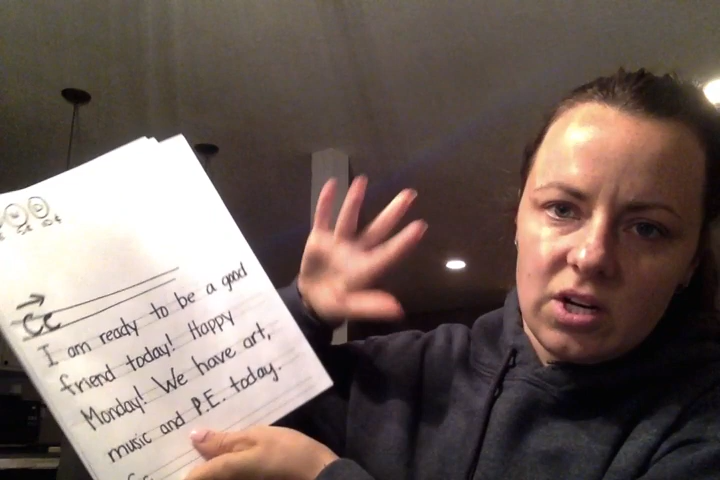 Cc
I am ready to be a good
friend today! Happy
Monday! We have art,
music and P.E. today.